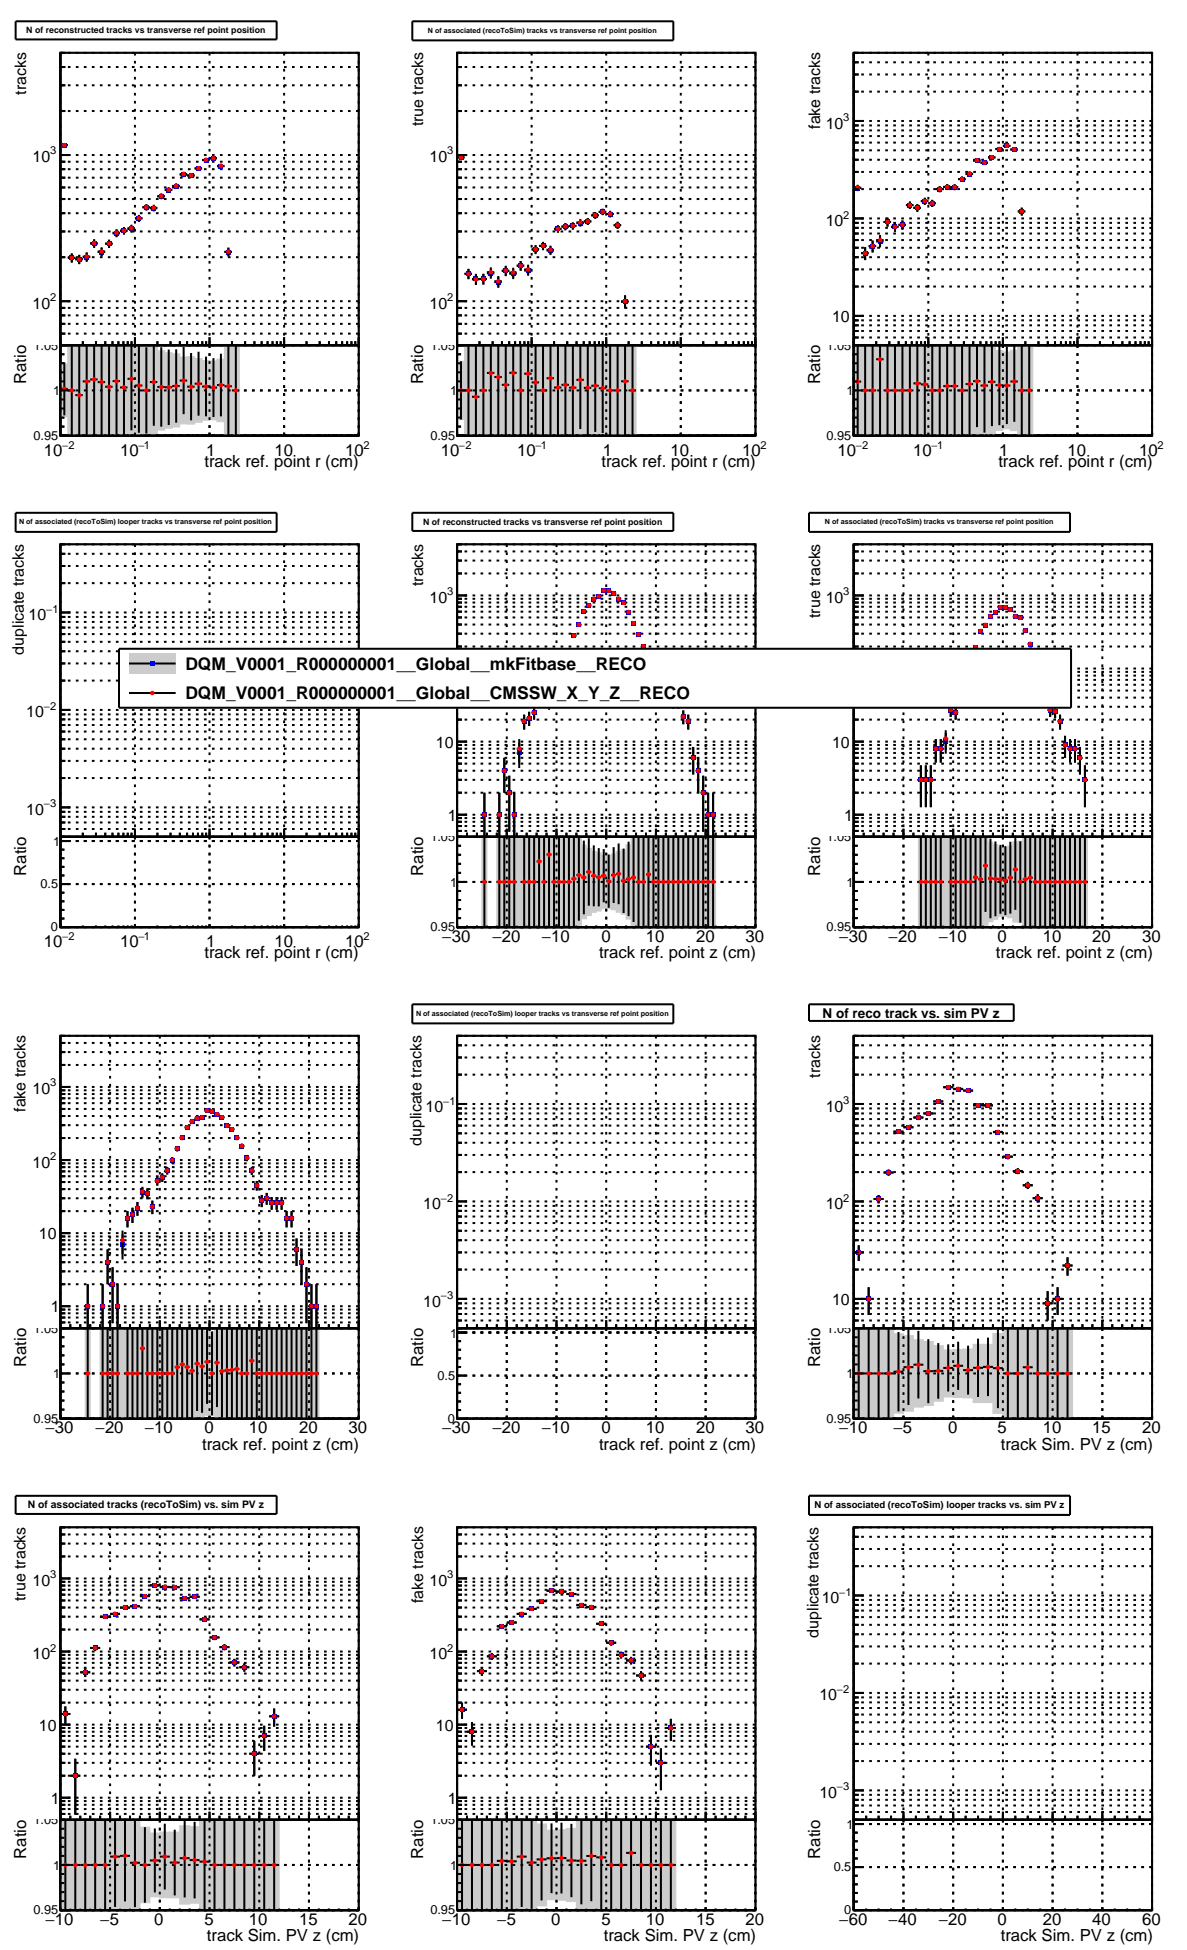 N of reconstructed tracks vs transverse ref point position
tracks
10³
10²
Ratio
1.05
1
0.95
10⁻² 10⁻¹ 1 10 10²
track ref. point r (cm)
N of associated (recoToSim) tracks vs transverse ref point position
true tracks
10³
10²
Ratio
1.05
1
0.95
10⁻² 10⁻¹ 1 10 10²
track ref. point r (cm)
fake tracks
10³
10²
10
Ratio
1.05
1
0.95
10⁻² 10⁻¹ 1 10 10²
track ref. point r (cm)
N of associated (recoToSim) looper tracks vs transverse ref point position
duplicate tracks
10⁻¹
10⁻²
10⁻³
Ratio
1
0.5
0
10⁻² 10⁻¹ 1 10 10²
track ref. point r (cm)
N of reconstructed tracks vs transverse ref point position
tracks
10³
10
1
Ratio
1.05
1
0.95
−30 −20 −10 0 10 20 30
track ref. point z (cm)
N of associated (recoToSim) tracks vs transverse ref point position
true tracks
10³
10
1
Ratio
1.05
1
0.95
−30 −20 −10 0 10 20 30
track ref. point z (cm)
DQM_V0001_R000000001__Global__mkFitbase__RECO
DQM_V0001_R000000001__Global__CMSSW_X_Y_Z__RECO
fake tracks
10³
10²
10
1
Ratio
1.05
1
0.95
−30 −20 −10 0 10 20 30
track ref. point z (cm)
N of associated (recoToSim) looper tracks vs transverse ref point position
duplicate tracks
10⁻¹
10⁻²
10⁻³
Ratio
1
0.5
0
−30 −20 −10 0 10 20 30
track ref. point z (cm)
N of reco track vs. sim PV z
tracks
10³
10²
10
Ratio
1.05
1
0.95
−10 −5 0 5 10 15 20
track Sim. PV z (cm)
N of associated tracks (recoToSim) vs. sim PV z
true tracks
10³
10²
10
1
Ratio
1.05
1
0.95
−10 −5 0 5 10 15 20
track Sim. PV z (cm)
fake tracks
10³
10²
10
1
Ratio
1.05
1
0.95
−10 −5 0 5 10 15 20
track Sim. PV z (cm)
N of associated (recoToSim) looper tracks vs. sim PV z
duplicate tracks
10⁻¹
10⁻²
10⁻³
Ratio
1
0.5
0
−60 −40 −20 0 20 40 60
track Sim. PV z (cm)